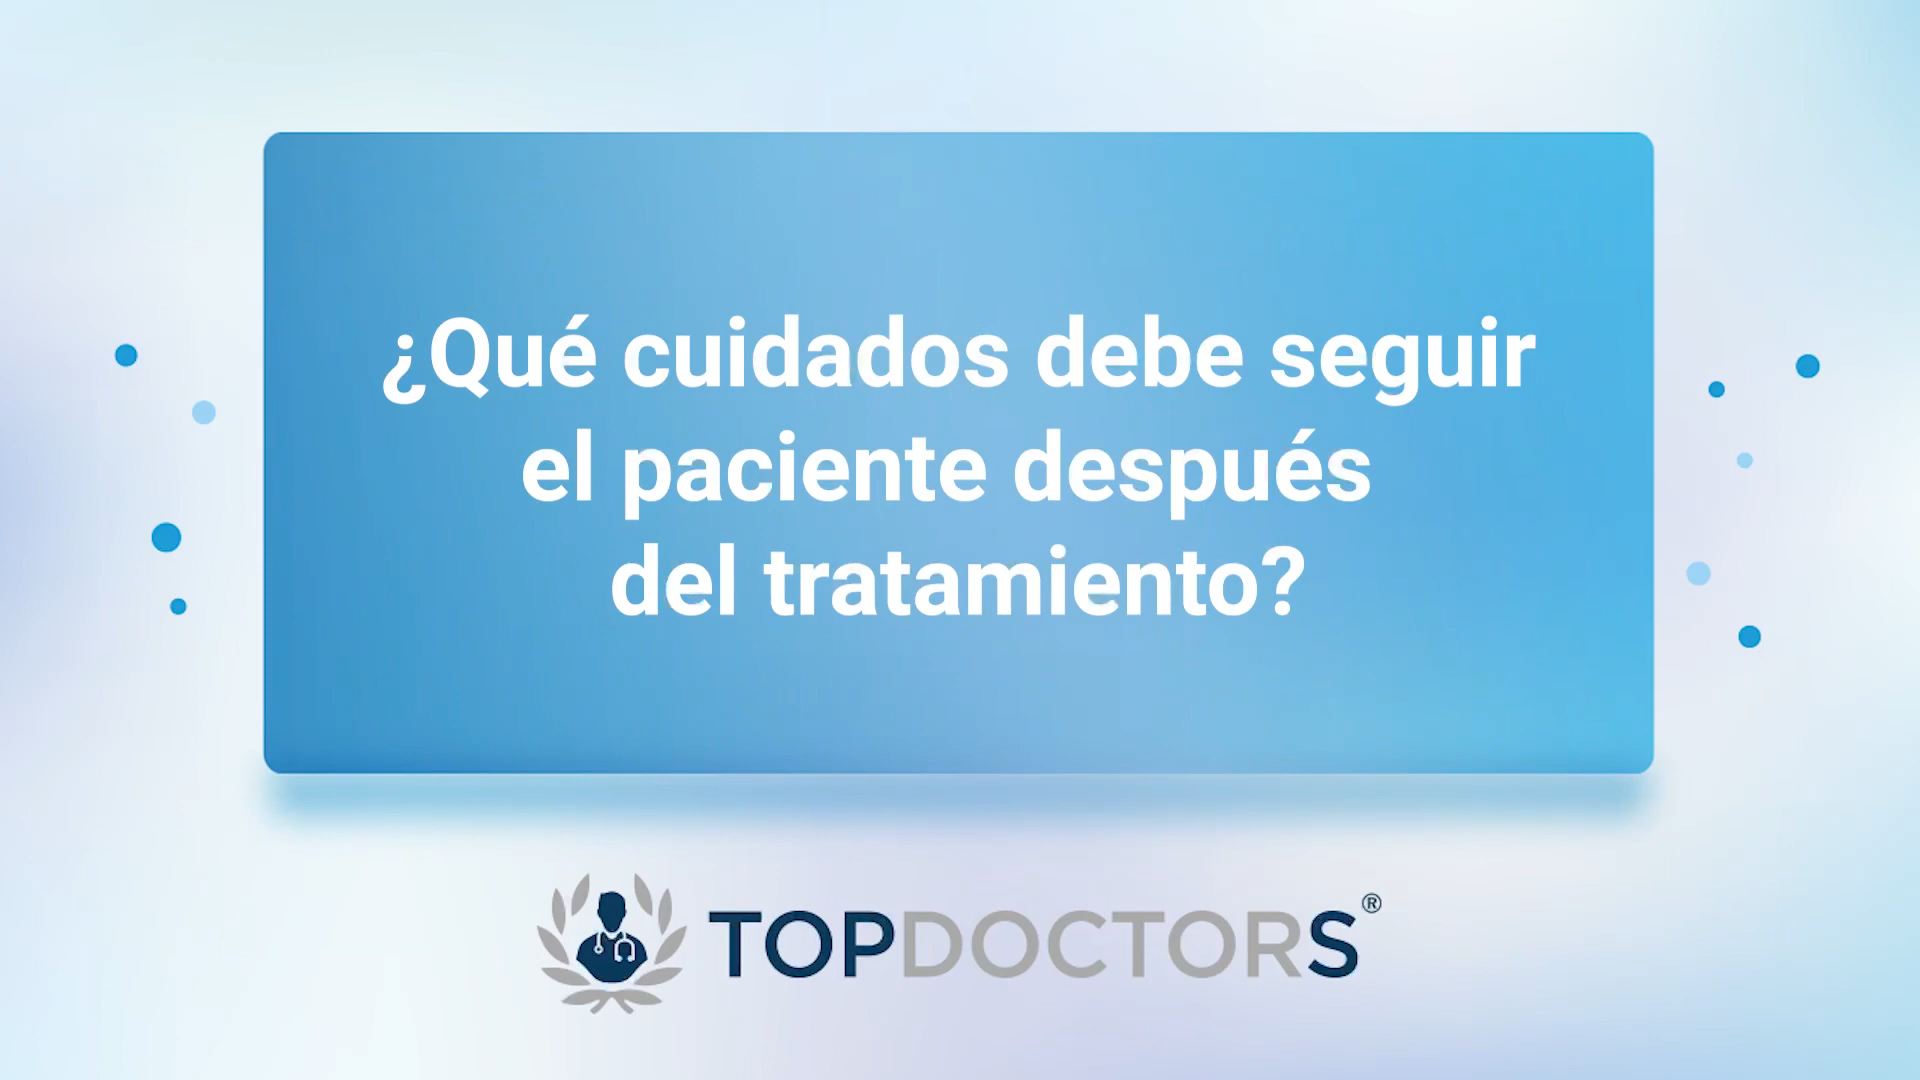 ¿Qué cuidados debe seguir
el paciente después
del tratamiento?
TOPDOCTORS®